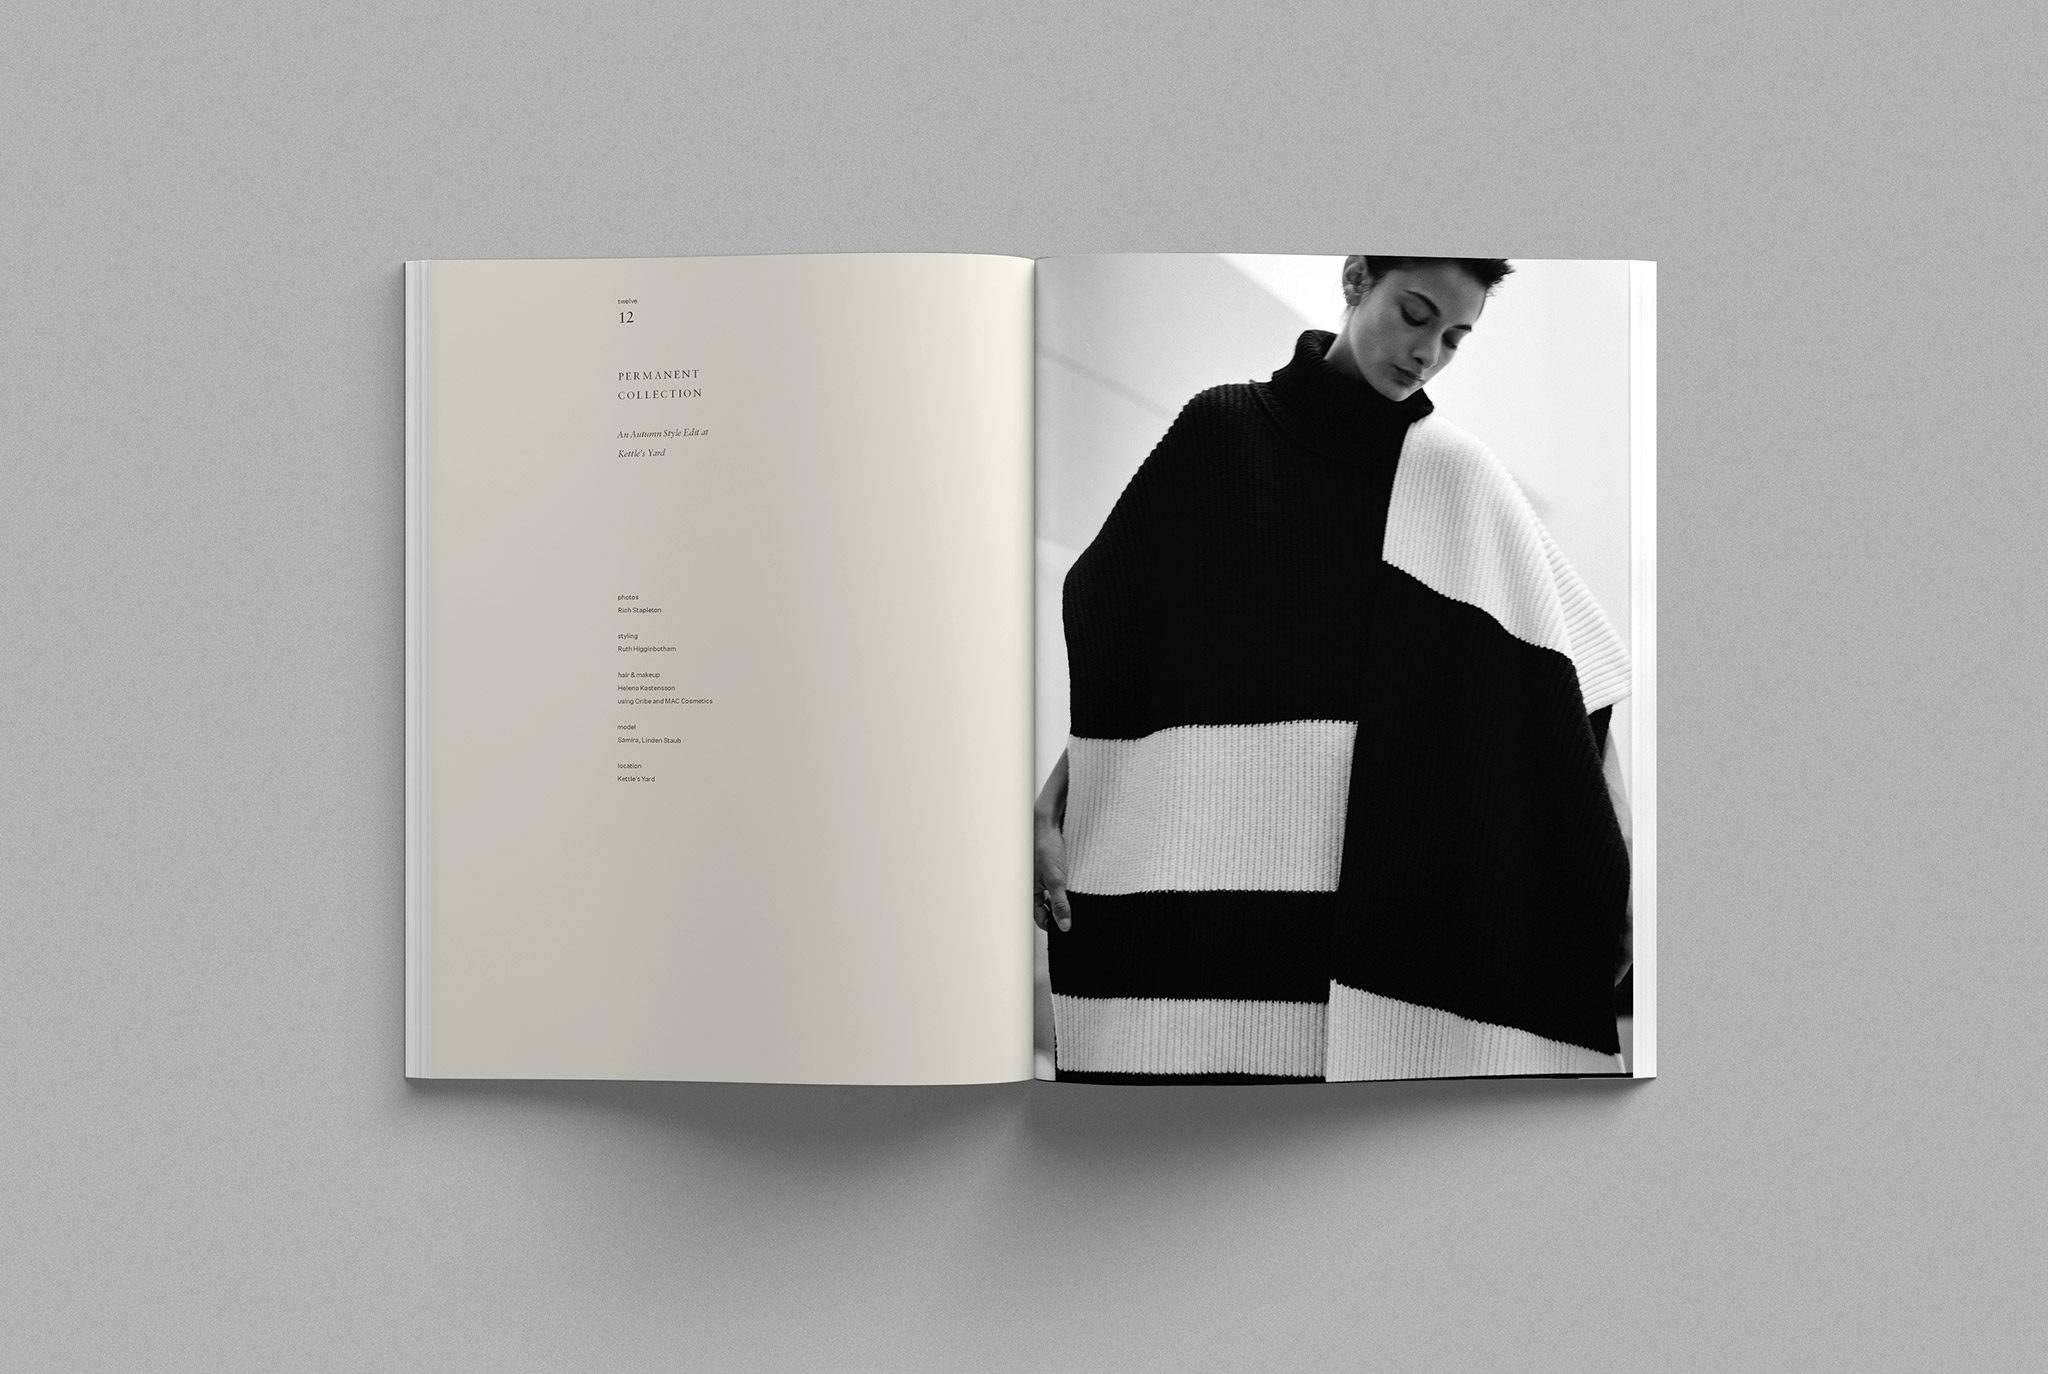 twelve
12
PERMANENT
COLLECTION
An Autumn Style Edit at
Kettle's Yard
photos
Rich Stapleton
styling
Ruth Higginbotham
hair & makeup
Helena Kastensson
using Oribe and MAC Cosmetics
model
Samira, Linden Staub
location
Kettle's Yard